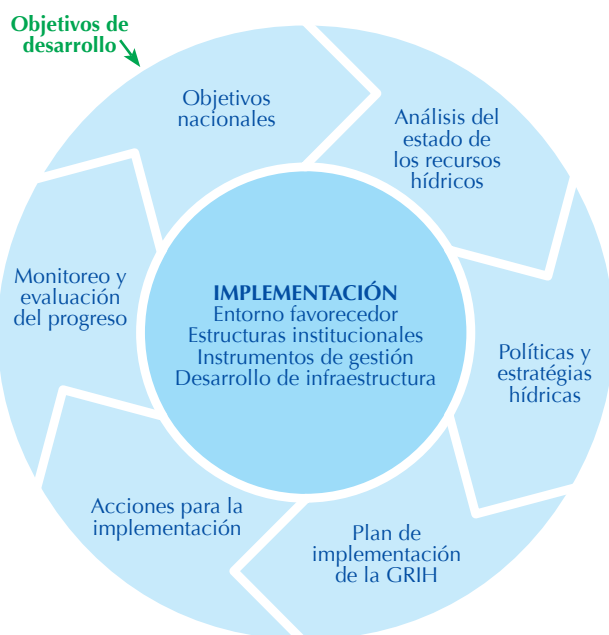 Objetivos de
desarrollo
Objetivos
nacionales
Análisis del
estado de
los recursos
hídricos
Políticas y
estratégias
hídricas
Plan de
implementación
de la GRIH
Acciones para la
implementación
Monitoreo y
evaluación
del progreso
IMPLEMENTACIÓN
Entorno favorecedor
Estructuras institucionales
Instrumentos de gestión
Desarrollo de infraestructura